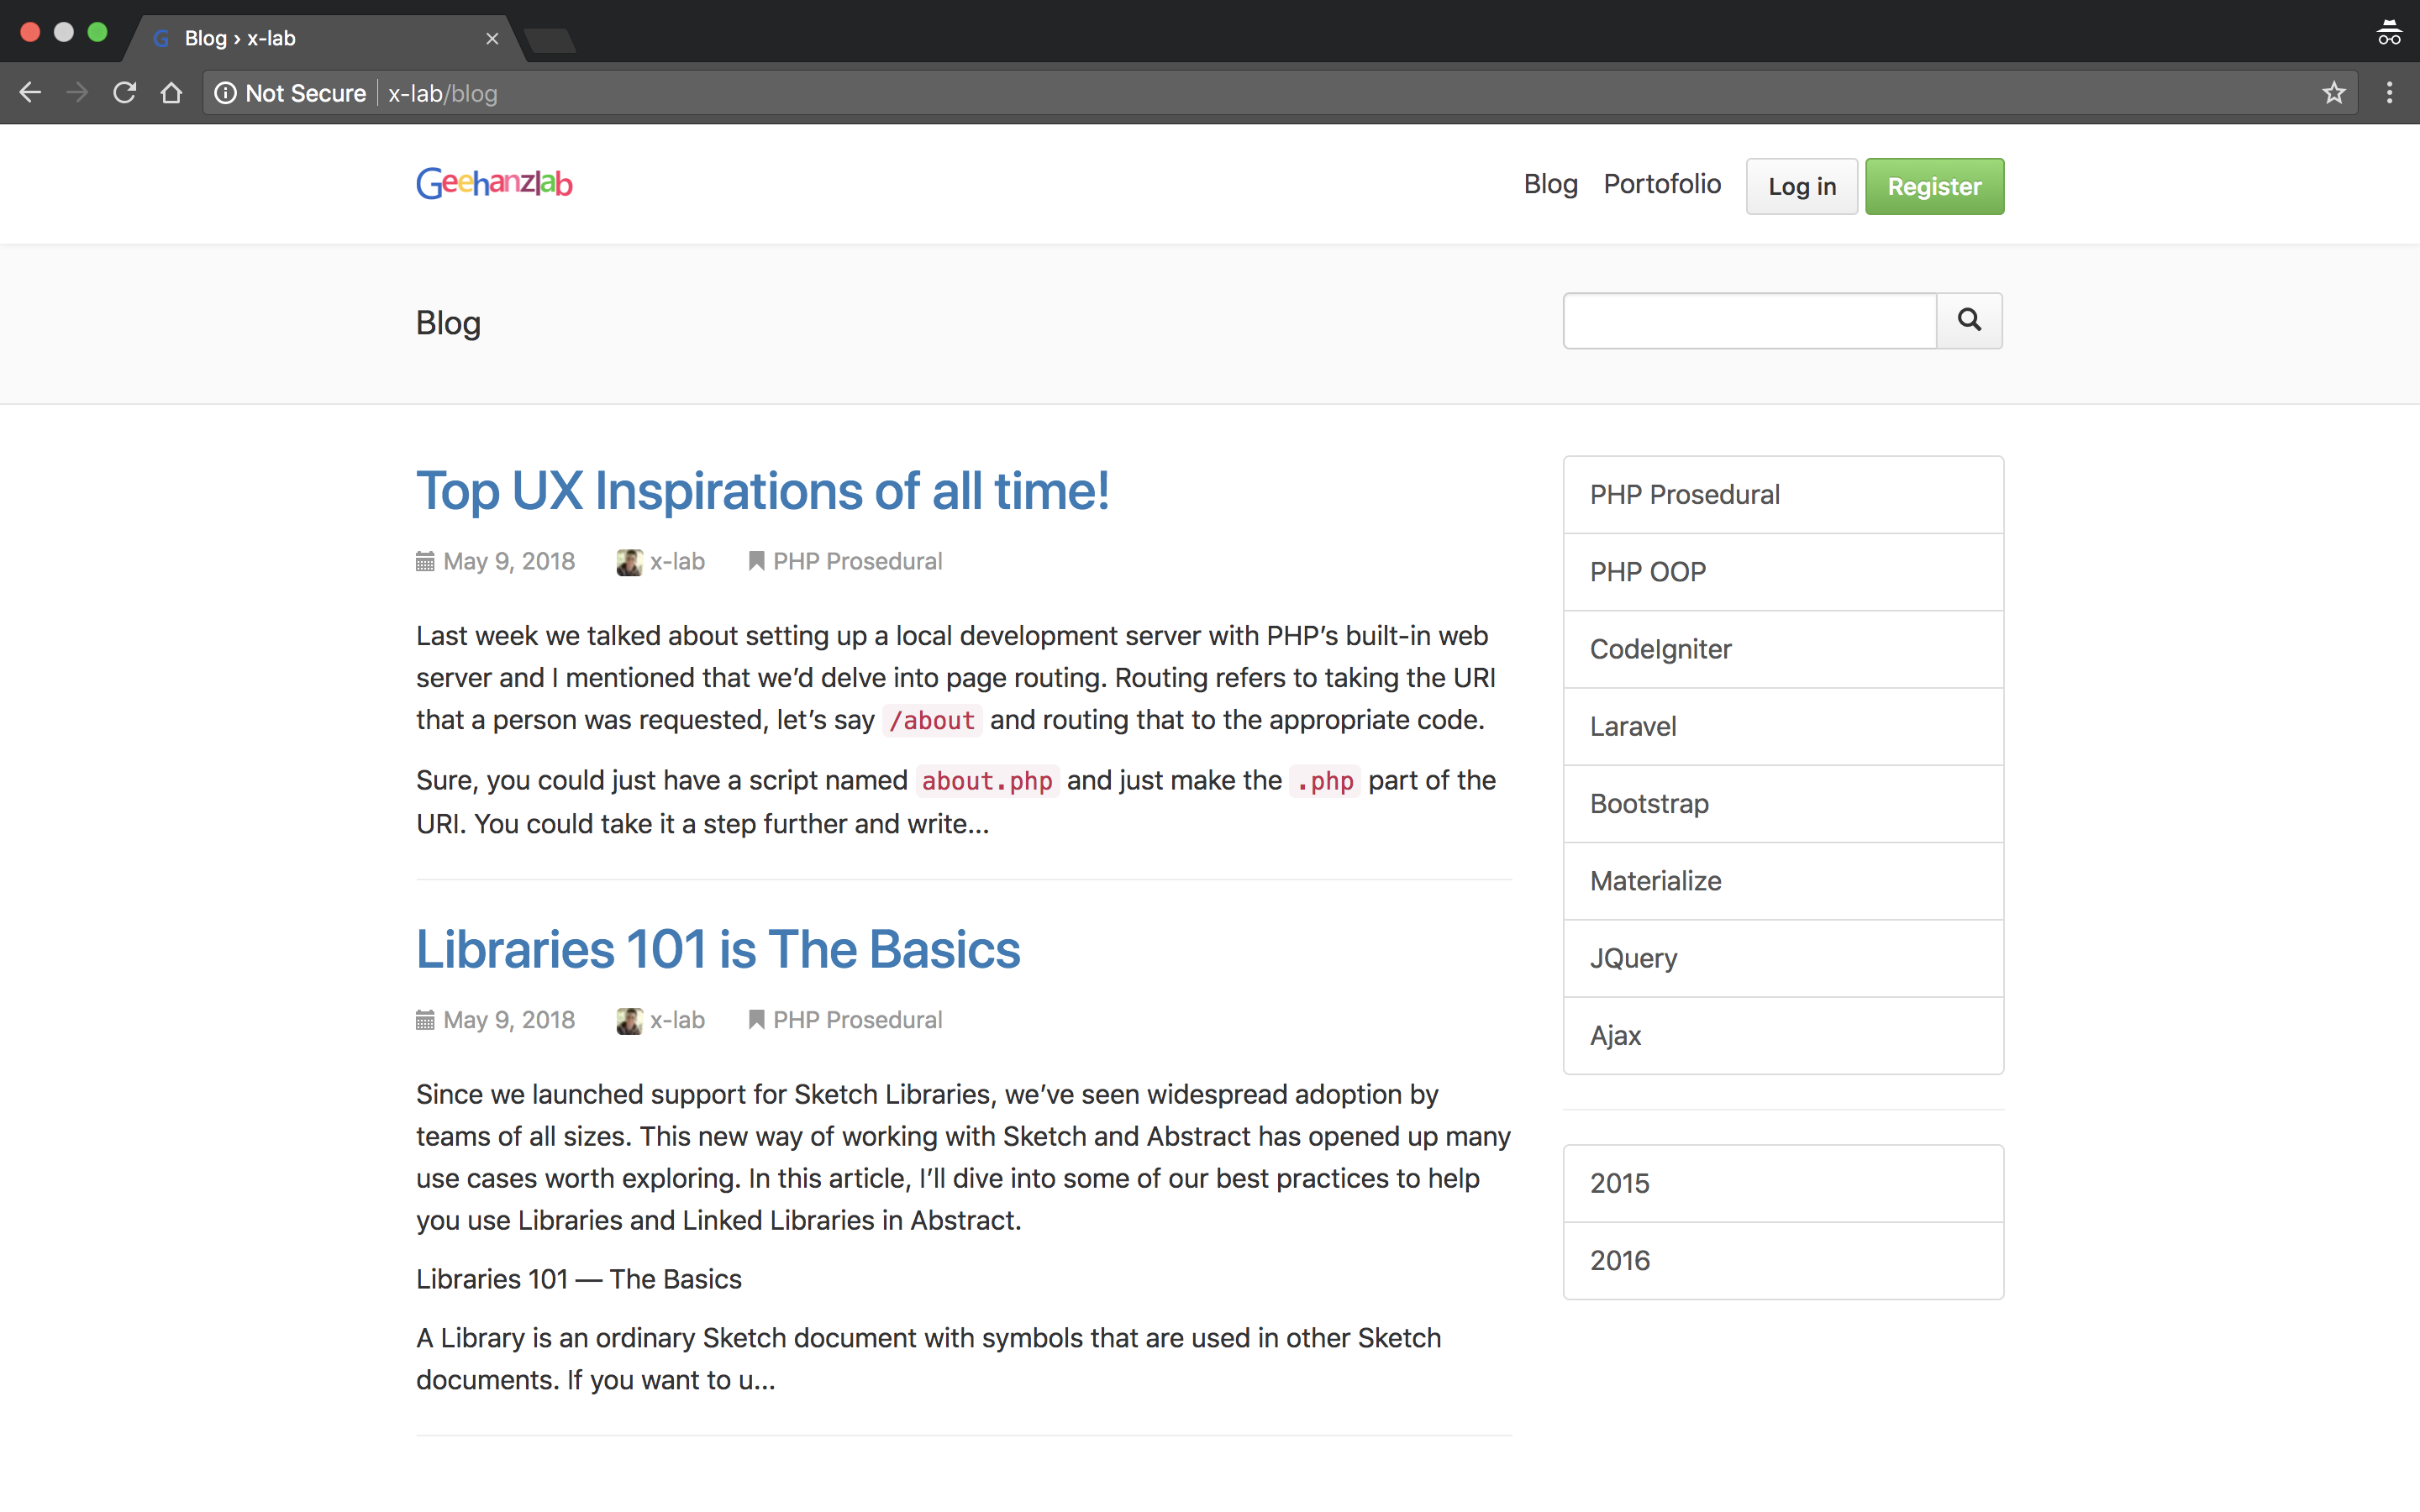 Blog › x-lab
Not Secure x-lab/blog
Geehanzlab
Blog Portofolio Log in Register
Blog
Top UX Inspirations of all time!
May 9, 2018 x-lab PHP Prosedural
Last week we talked about setting up a local development server with PHP’s built-in web
server and I mentioned that we’d delve into page routing. Routing refers to taking the URI
that a person was requested, let’s say /about and routing that to the appropriate code.
Sure, you could just have a script named about.php and just make the .php part of the
URI. You could take it a step further and write...
Libraries 101 is The Basics
May 9, 2018 x-lab PHP Prosedural
Since we launched support for Sketch Libraries, we’ve seen widespread adoption by
teams of all sizes. This new way of working with Sketch and Abstract has opened up many
use cases worth exploring. In this article, I’ll dive into some of our best practices to help
you use Libraries and Linked Libraries in Abstract.
Libraries 101 — The Basics
A Library is an ordinary Sketch document with symbols that are used in other Sketch
documents. If you want to u...
PHP Prosedural
PHP OOP
CodeIgniter
Laravel
Bootstrap
Materialize
JQuery
Ajax
2015
2016